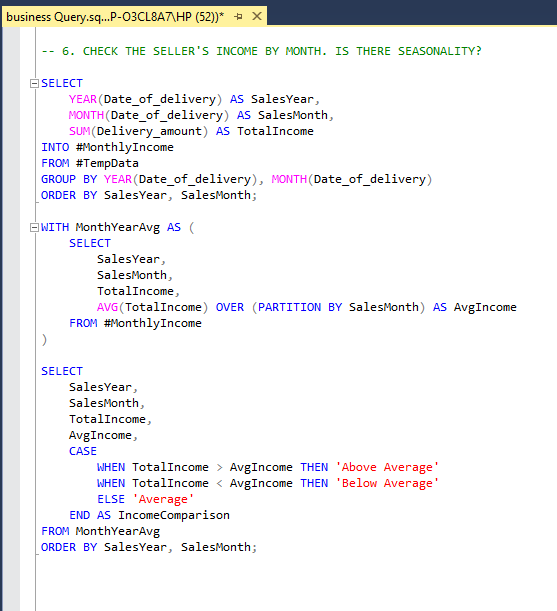 business Query.sq...P-O3CL8A7\HP (52))*
-- 6. CHECK THE SELLER'S INCOME BY MONTH. IS THERE SEASONALITY?
SELECT
YEAR(Date_of_delivery) AS SalesYear,
MONTH(Date_of_delivery) AS SalesMonth,
SUM(Delivery_amount) AS TotalIncome
INTO #MonthlyIncome
FROM #TempData
GROUP BY YEAR(Date_of_delivery), MONTH(Date_of_delivery)
ORDER BY SalesYear, SalesMonth;
WITH MonthYearAvg AS (
SELECT
SalesYear,
SalesMonth,
TotalIncome,
AVG(TotalIncome) OVER (PARTITION BY SalesMonth) AS AvgIncome
FROM #MonthlyIncome
)
SELECT
SalesYear,
SalesMonth,
TotalIncome,
AvgIncome,
CASE
WHEN TotalIncome > AvgIncome THEN 'Above Average'
WHEN TotalIncome < AvgIncome THEN 'Below Average'
ELSE 'Average'
END AS IncomeComparison
FROM MonthYearAvg
ORDER BY SalesYear, SalesMonth;